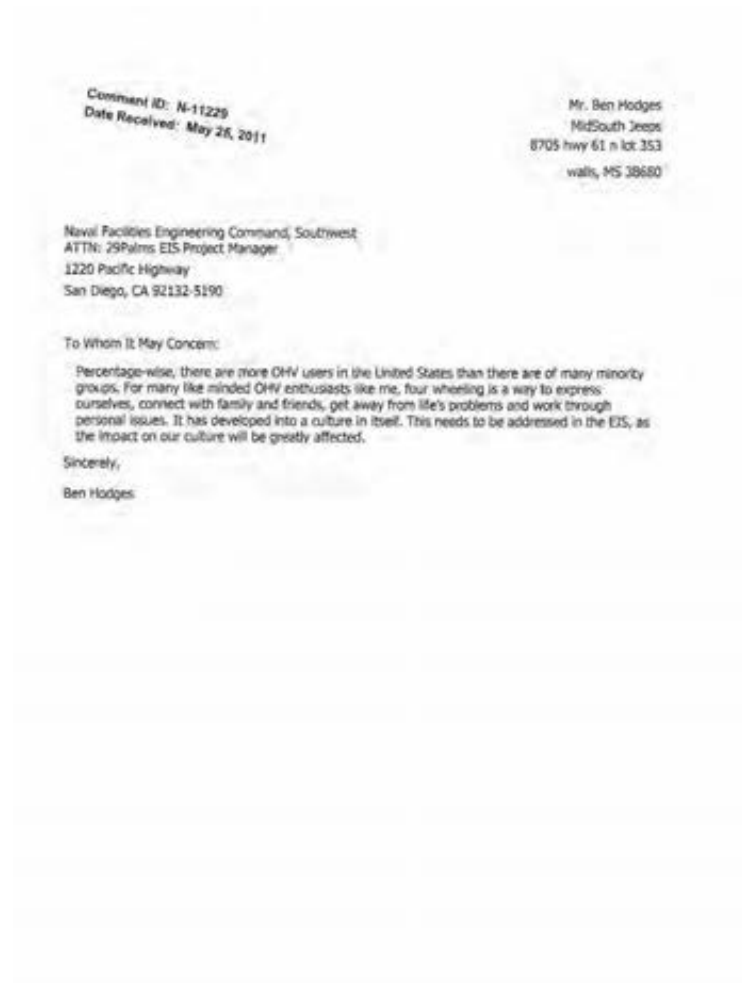 Comment ID: N-11229
Date Received: May 26, 2011
Mr. Ben Hodges
MidSouth Jeeps
8705 hwy 61 n lot 353
walls, MS 38680
Naval Facilities Engineering Command, Southwest
ATTN: 29Palms EIS Project Manager
1220 Pacific Highway
San Diego, CA 92132-5190
To Whom It May Concern:
Percentage-wise, there are more OHV users in the United States than there are of many minority
groups. For many like minded OHV enthusiasts like me, four wheeling is a way to express
ourselves, connect with family and friends, get away from life's problems and work through
personal issues. It has developed into a culture in itself. This needs to be addressed in the EIS, as
the impact on our culture will be greatly affected.
Sincerely,
Ben Hodges